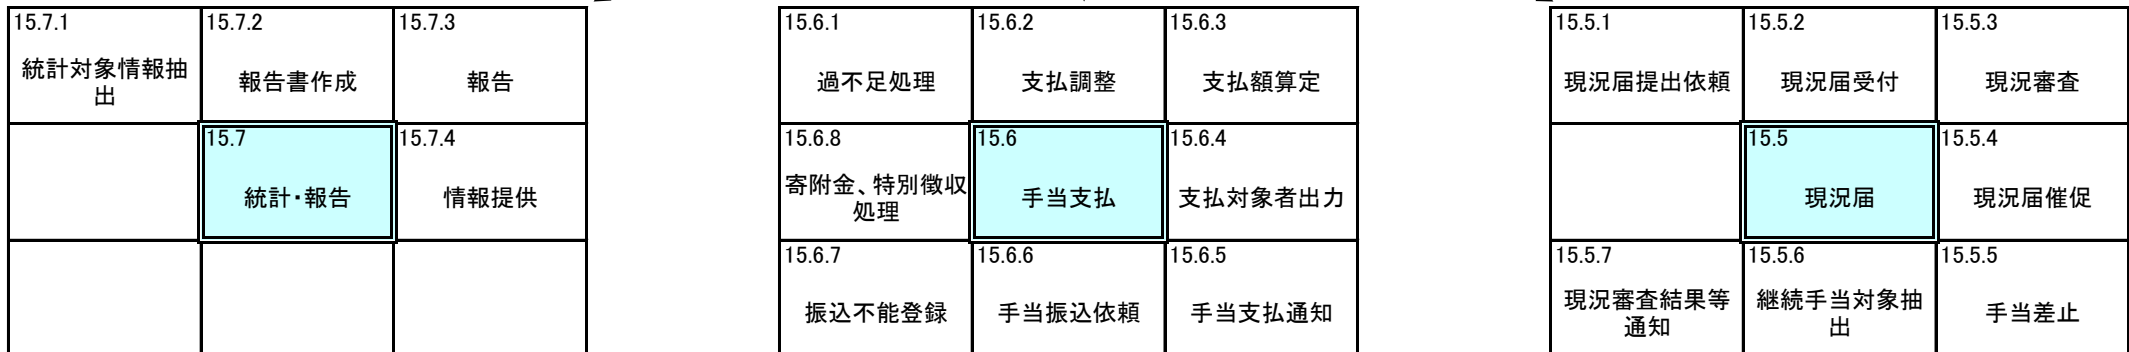 15.7.1
統計対象情報抽
出
15.7.2
報告書作成
15.7.3
報告
15.7
統計・報告
15.7.4
情報提供
15.6.1
過不足処理
15.6.2
支払調整
15.6.3
支払額算定
15.6.8
寄附金、特別徴収
処理
15.6
手当支払
15.6.4
支払対象者出力
15.6.7
振込不能登録
15.6.6
手当振込依頼
15.6.5
手当支払通知
15.5.1
現況届提出依頼
15.5.2
現況届受付
15.5.3
現況審査
15.5
現況届
15.5.4
現況届催促
15.5.7
現況審査結果等
通知
15.5.6
継続手当対象抽
出
15.5.5
手当差止